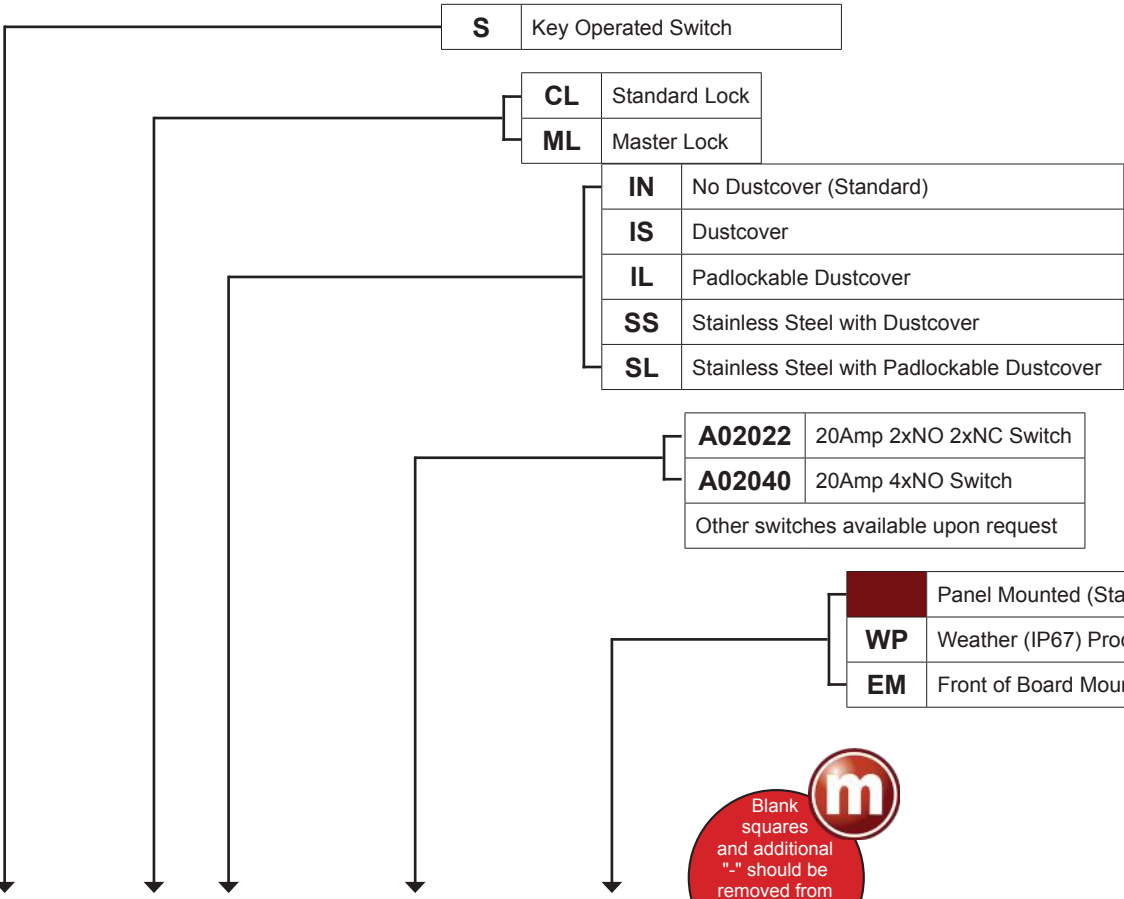 S Key Operated Switch
CL Standard Lock
ML Master Lock
IN No Dustcover (Standard)
IS Dustcover
IL Padlockable Dustcover
SS Stainless Steel with Dustcover
SL Stainless Steel with Padlockable Dustcover
A02022 20Amp 2xNO 2xNC Switch
A02040 20Amp 4xNO Switch
Other switches available upon request
Panel Mounted
WP Weather (IP67)
EM Front of Board
m
Blank
squares
and additional
"-" should be
removed from